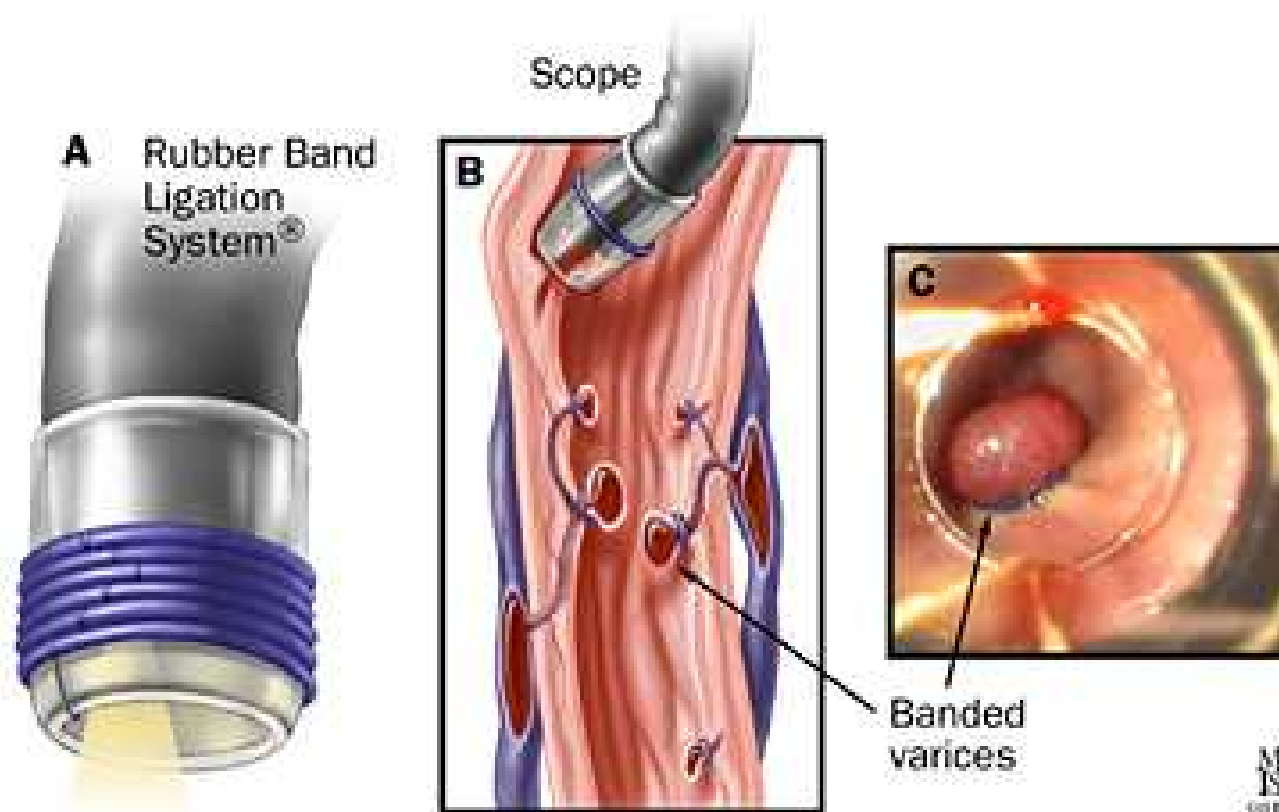 Scope
A
Rubber Band
Ligation
System®
B
C
Banded
varices